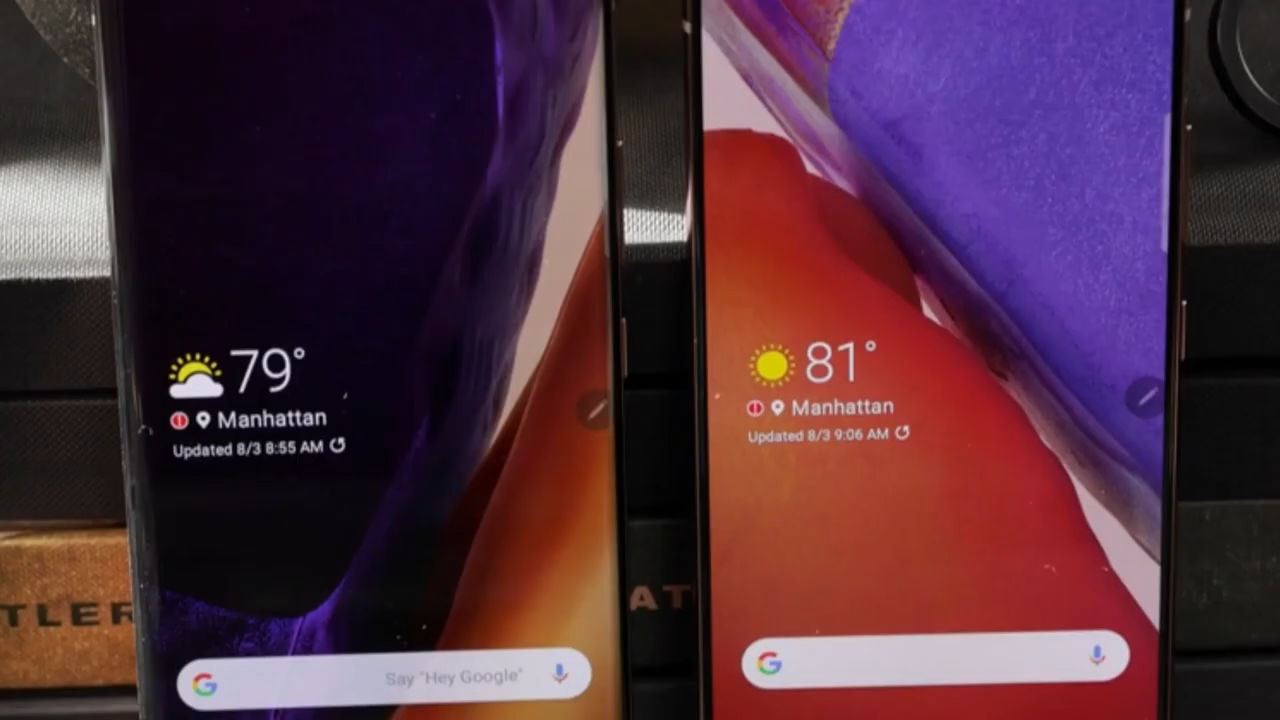 79°
Manhattan
Updated 8/3 8:55 AM
Say "Hey Google"
81°
Manhattan
Updated 8/3 9:06 AM
TLER
AT